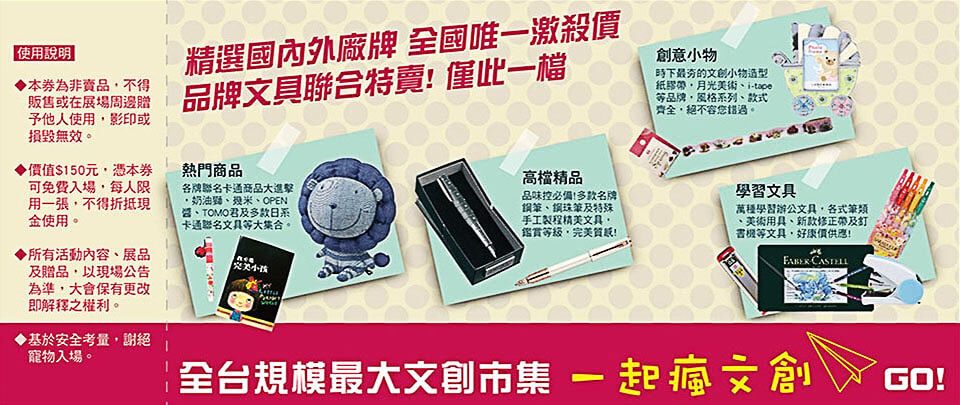 使用說明
◆本券為非賣品，不得
販售或在展場周邊贈
予他人使用，影印或
損毀無效。
◆價值$150元，憑本券
可免費入場，每人限
用一張，不得折抵現
金使用。
◆所有活動內容、展品
及贈品，以現場公告
為準，大會保有更改
即解釋之權利。
◆基於安全考量，謝絕
寵物入場。
精選國內外廠牌 全國唯一激殺價
品牌文具聯合特賣! 僅此一檔
創意小物
時下最夯的文創小物造型
紙膠帶，月光美術、i-tape
等品牌，風格系列、款式
齊全，絕不容您錯過。
熱門商品
各牌聯名卡通商品大進擊
，奶油獅、幾米、OPEN
醬、TOMO君及多款日系
卡通聯名文具等大集合。
完美小孩
高檔精品
品味控必備!多款名牌
鋼筆、鋼珠筆及特殊
手工製程精美文具，
鑑賞等級，完美質感!
學習文具
萬種學習辦公文具，各式筆類
、美術用具、新款修正帶及釘
書機等文具，好康價供應!
FABER-CASTELL
全台規模最大文創市集 一起瘋文創 GO!